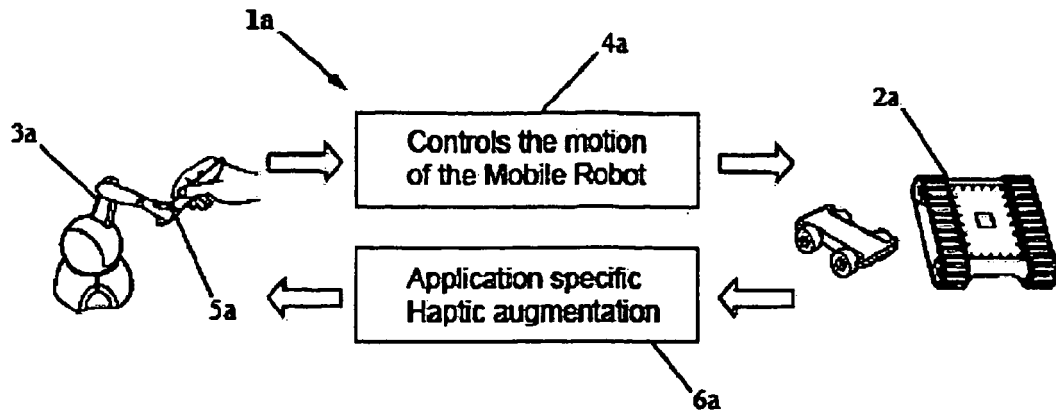 1a
4a
2a
3a
Controls the motion
of the Mobile Robot
5a
Application specific
Haptic augmentation
6a